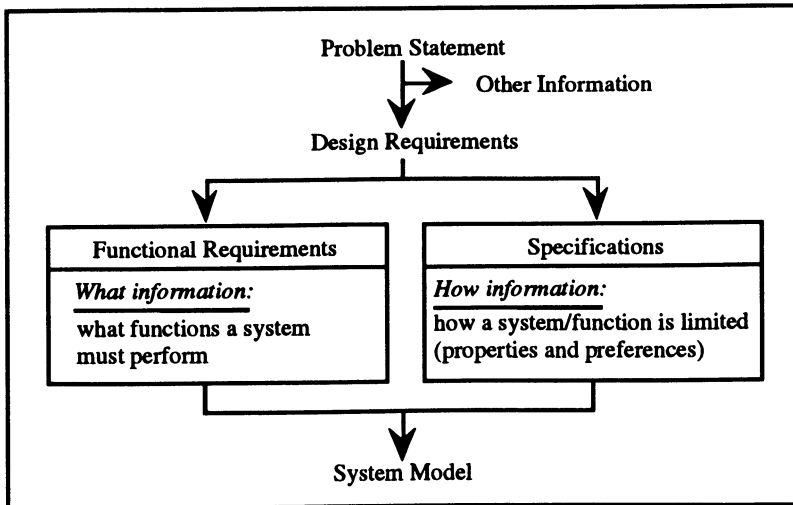 Problem Statement
Other Information
Design Requirements
Functional Requirements
What information:
what functions a system
must perform
Specifications
How information:
how a system/function is limited
(properties and preferences)
System Model